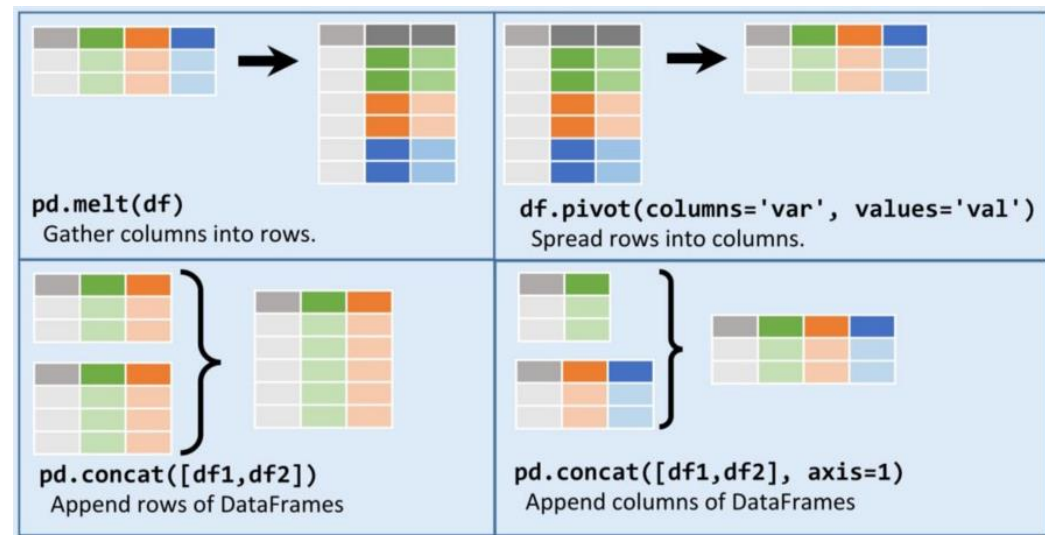 pd.melt(df)
Gather columns into rows.
df.pivot(columns='var', values='val')
Spread rows into columns.
pd.concat([df1,df2])
Append rows of DataFrames
pd.concat([df1,df2], axis=1)
Append columns of DataFrames